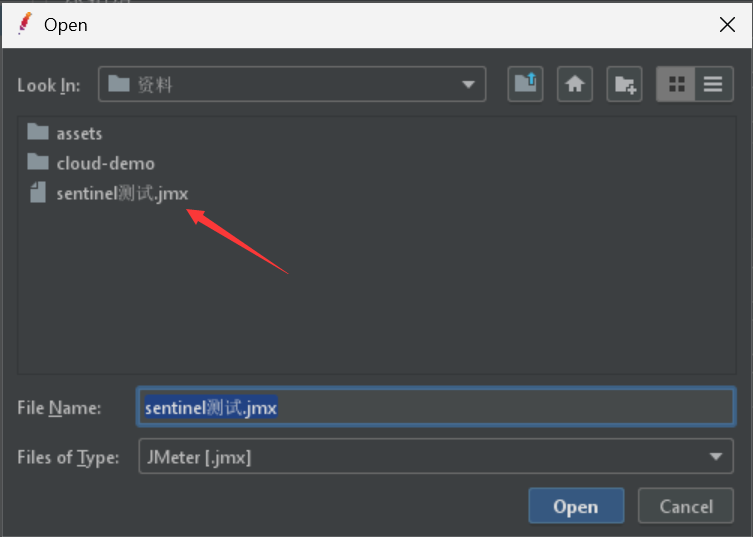 Open
Look In: 资料
assets
cloud-demo
sentinel测试.jmx
File Name: sentinel测试.jmx
Files of Type: JMeter [.jmx]
Open Cancel